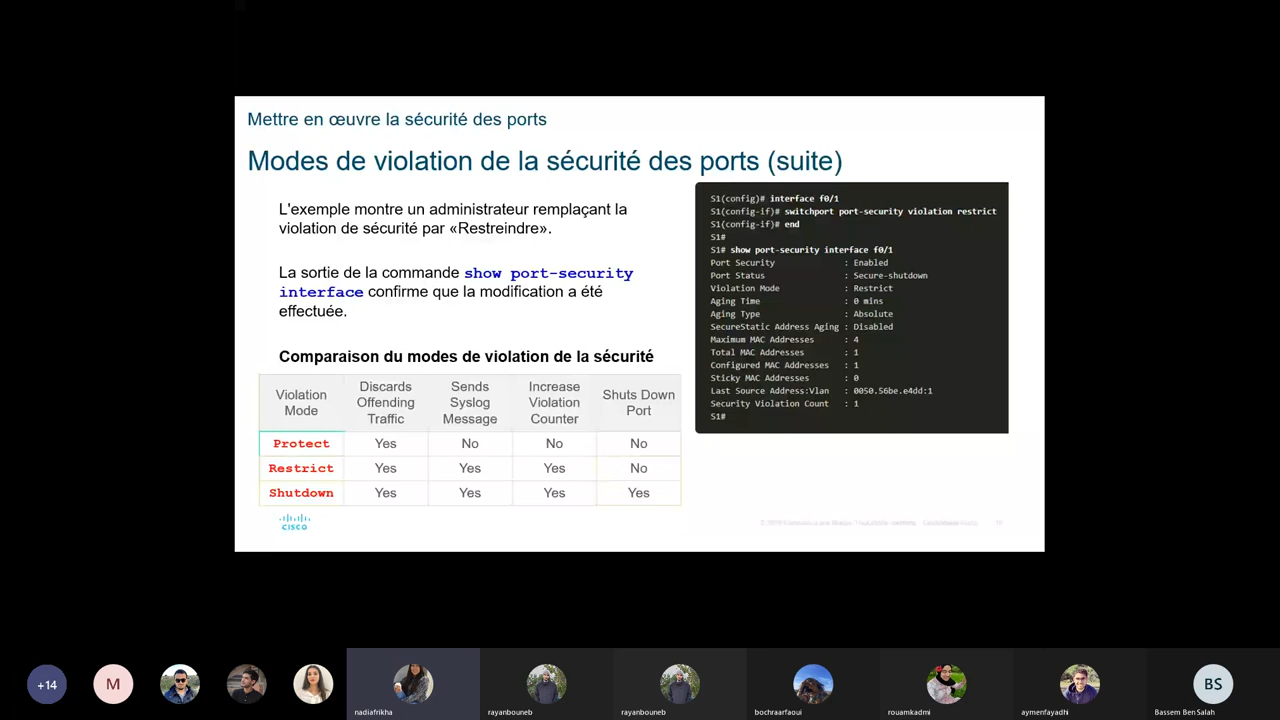 Mettre en œuvre la sécurité des ports
Modes de violation de la sécurité des ports (suite)
L'exemple montre un administrateur remplaçant la
violation de sécurité par «Restreindre».
La sortie de la commande show port-security
interface confirme que la modification a été
effectuée.
Comparaison du modes de violation de la sécurité
Violation Mode | Discards Offending Traffic | Sends Syslog Message | Increase Violation Counter | Shuts Down Port
Protect | Yes | No | No | No
Restrict | Yes | Yes | Yes | No
Shutdown | Yes | Yes | Yes | Yes
S1(config)# interface f0/1
S1(config-if)# switchport port-security violation restrict
S1(config-if)# end
S1#
S1# show port-security interface f0/1
Port Security : Enabled
Port Status : Secure-shutdown
Violation Mode : Restrict
Aging Time : 0 mins
Aging Type : Absolute
SecureStatic Address Aging : Disabled
Maximum MAC Addresses : 4
Total MAC Addresses : 1
Configured MAC Addresses : 1
Sticky MAC Addresses : 0
Last Source Address:Vlan : 0050.56be.e4dd:1
Security Violation Count : 1
S1#
CISCO
+14
M
nadiafrikha
rayanbouneb
rayanbouneb
bochraarfaoui
rouamkadmi
aymenfayadhi
BS
Bassem Ben Salah